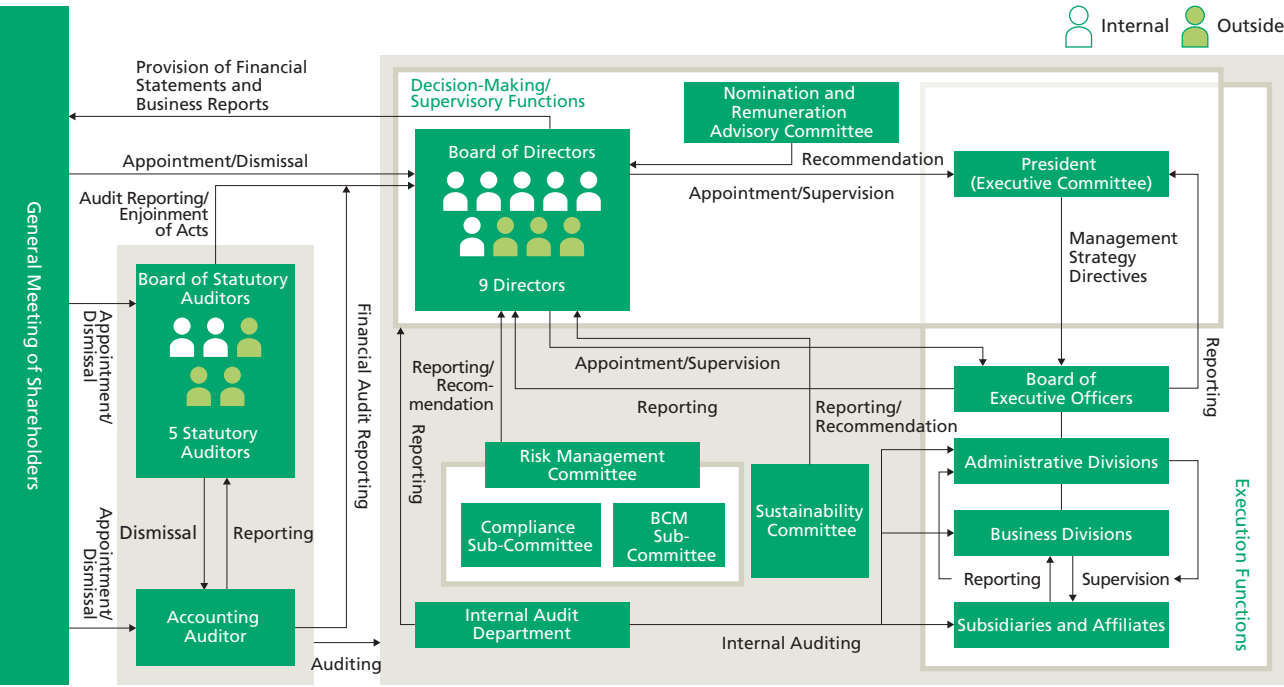 Internal
Outside
General Meeting of Shareholders
Provision of Financial
Statements and
Business Reports
Appointment/Dismissal
Audit Reporting/
Enjoinment
of Acts
Board of Statutory
Auditors
5 Statutory
Auditors
Appointment/
Dismissal
Dismissal
Reporting
Appointment/
Dismissal
Accounting
Auditor
Financial Audit Reporting
Auditing
Decision-Making/
Supervisory Functions
Board of Directors
9 Directors
Nomination and
Remuneration
Advisory Committee
Recommendation
Appointment/Supervision
President
(Executive Committee)
Management
Strategy
Directives
Reporting
Appointment/Supervision
Reporting
Reporting/
Recom-
mendation
Reporting
Reporting/
Recommendation
Risk Management
Committee
Compliance
Sub-Committee
BCM
Sub-
Committee
Sustainability
Committee
Internal Audit
Department
Internal Auditing
Board of
Executive Officers
Administrative Divisions
Business Divisions
Reporting
Supervision
Subsidiaries and Affiliates
Execution Functions